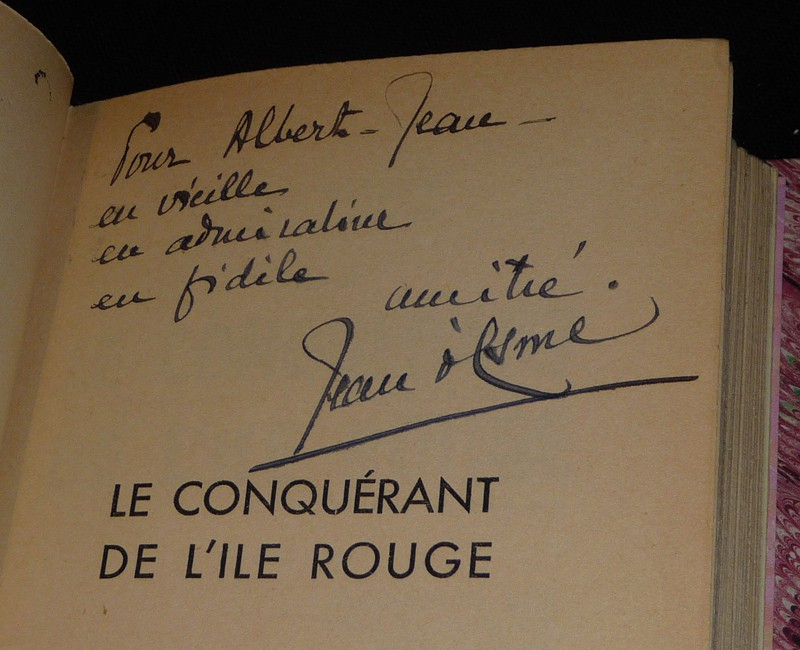 Pour Albert-Jean -
en vieille
en admiration
en fidèle
amitié.
Jean d'Esme
LE CONQUÉRANT
DE L'ILE ROUGE